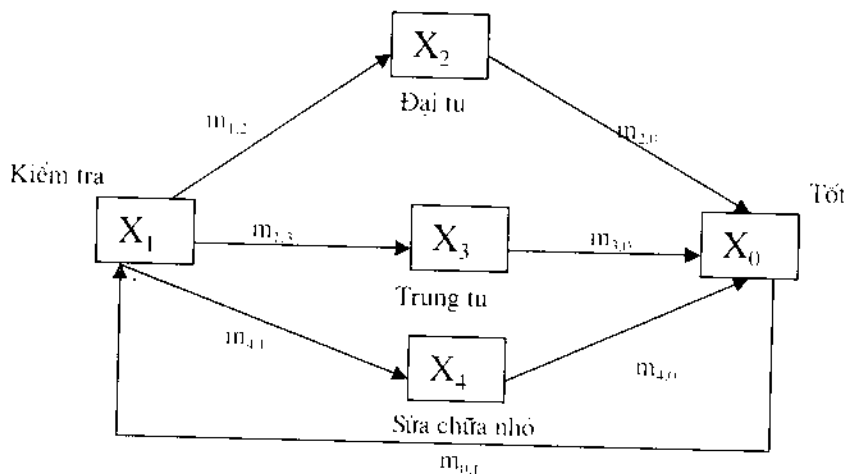 X₂
Đại tu
m₁,₂
m₂,₀
Kiểm tra
Tốt
X₁
m₁,₃
X₃
m₃,₀
X₀
Trung tu
m₄,₁
X₄
m₄,₀
Sửa chữa nhỏ
m₀,₁